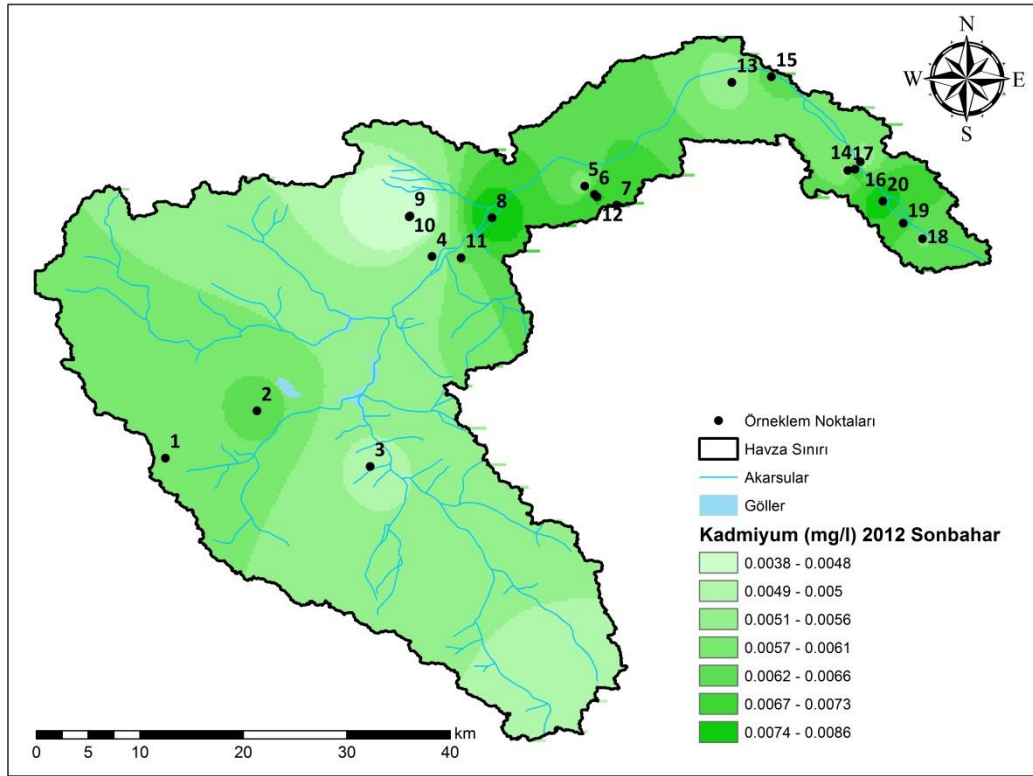 N
W E
S
13
15
14 17
16 20
19
18
5
6
7
12
9
10
8
4
11
2
1
3
Örneklem Noktaları
Havza Sınırı
Akarsular
Göller
Kadmiyum (mg/l) 2012 Sonbahar
0.0038 - 0.0048
0.0049 - 0.005
0.0051 - 0.0056
0.0057 - 0.0061
0.0062 - 0.0066
0.0067 - 0.0073
0.0074 - 0.0086
km
0 5 10 20 30 40